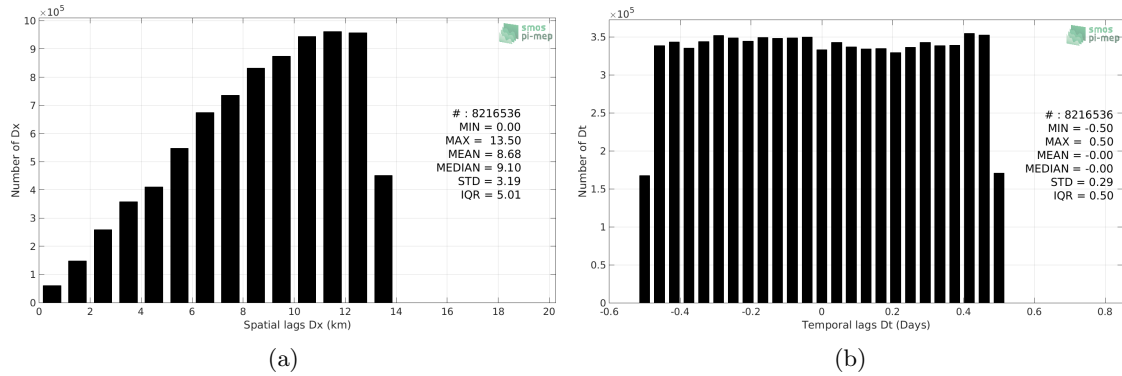 ×10⁵
10
9
8
7
6
5
4
3
2
1
0
Number of Dx
smos
pi-mep
# : 8216536
MIN = 0.00
MAX = 13.50
MEAN = 8.68
MEDIAN = 9.10
STD = 3.19
IQR = 5.01
0 2 4 6 8 10 12 14 16 18 20
Spatial lags Dx (km)
(a)
×10⁵
3.5
3
2.5
2
1.5
1
0.5
0
Number of Dt
smos
pi-mep
# : 8216536
MIN = -0.50
MAX = 0.50
MEAN = -0.00
MEDIAN = -0.00
STD = 0.29
IQR = 0.50
-0.6 -0.4 -0.2 0 0.2 0.4 0.6 0.8
Temporal lags Dt (Days)
(b)